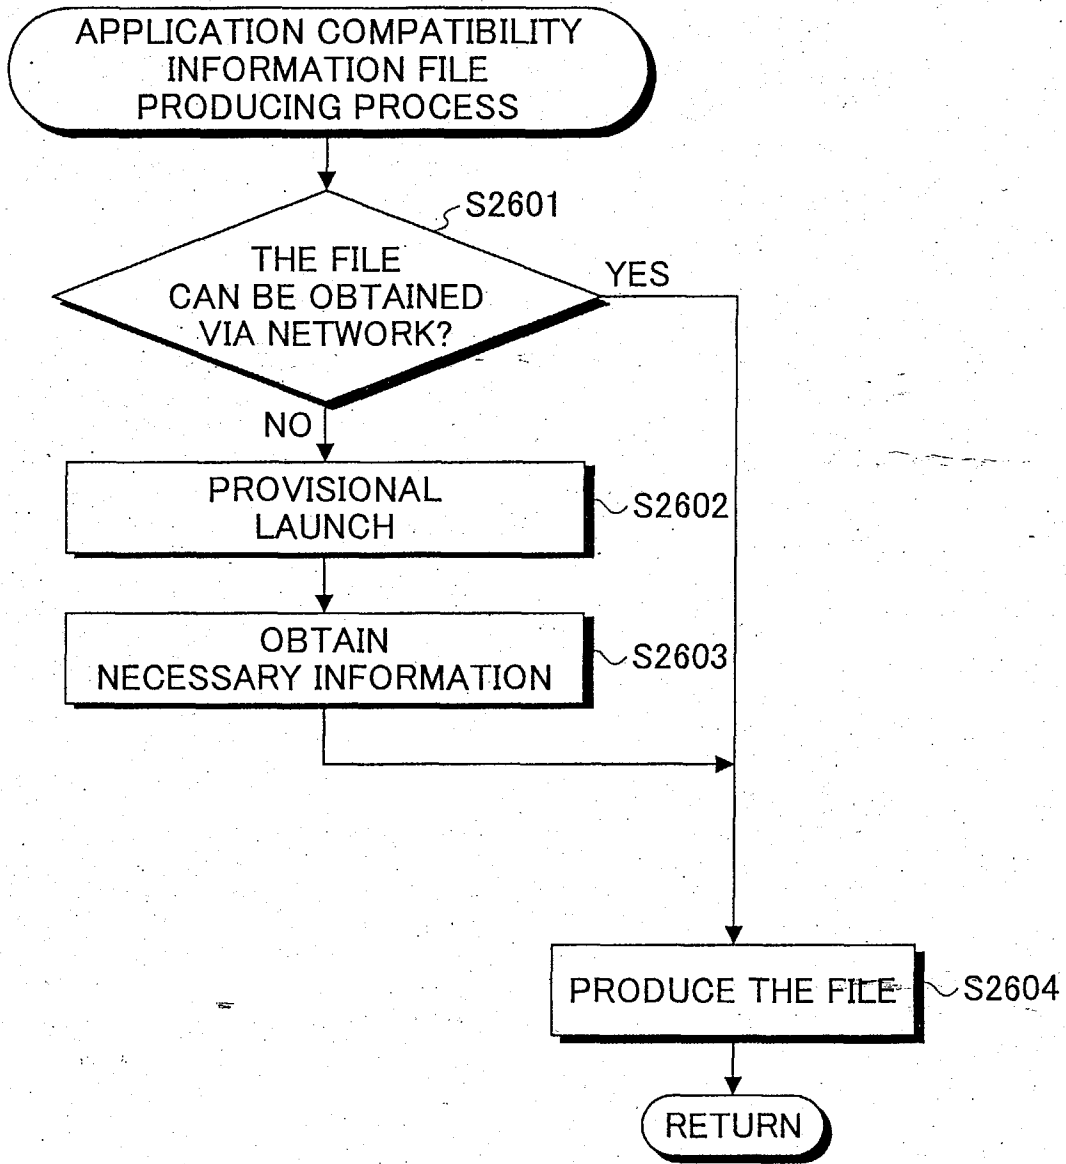 APPLICATION COMPATIBILITY
INFORMATION FILE
PRODUCING PROCESS
S2601
THE FILE
CAN BE OBTAINED
VIA NETWORK?
YES
NO
PROVISIONAL
LAUNCH
S2602
OBTAIN
NECESSARY INFORMATION
S2603
PRODUCE THE FILE
S2604
RETURN